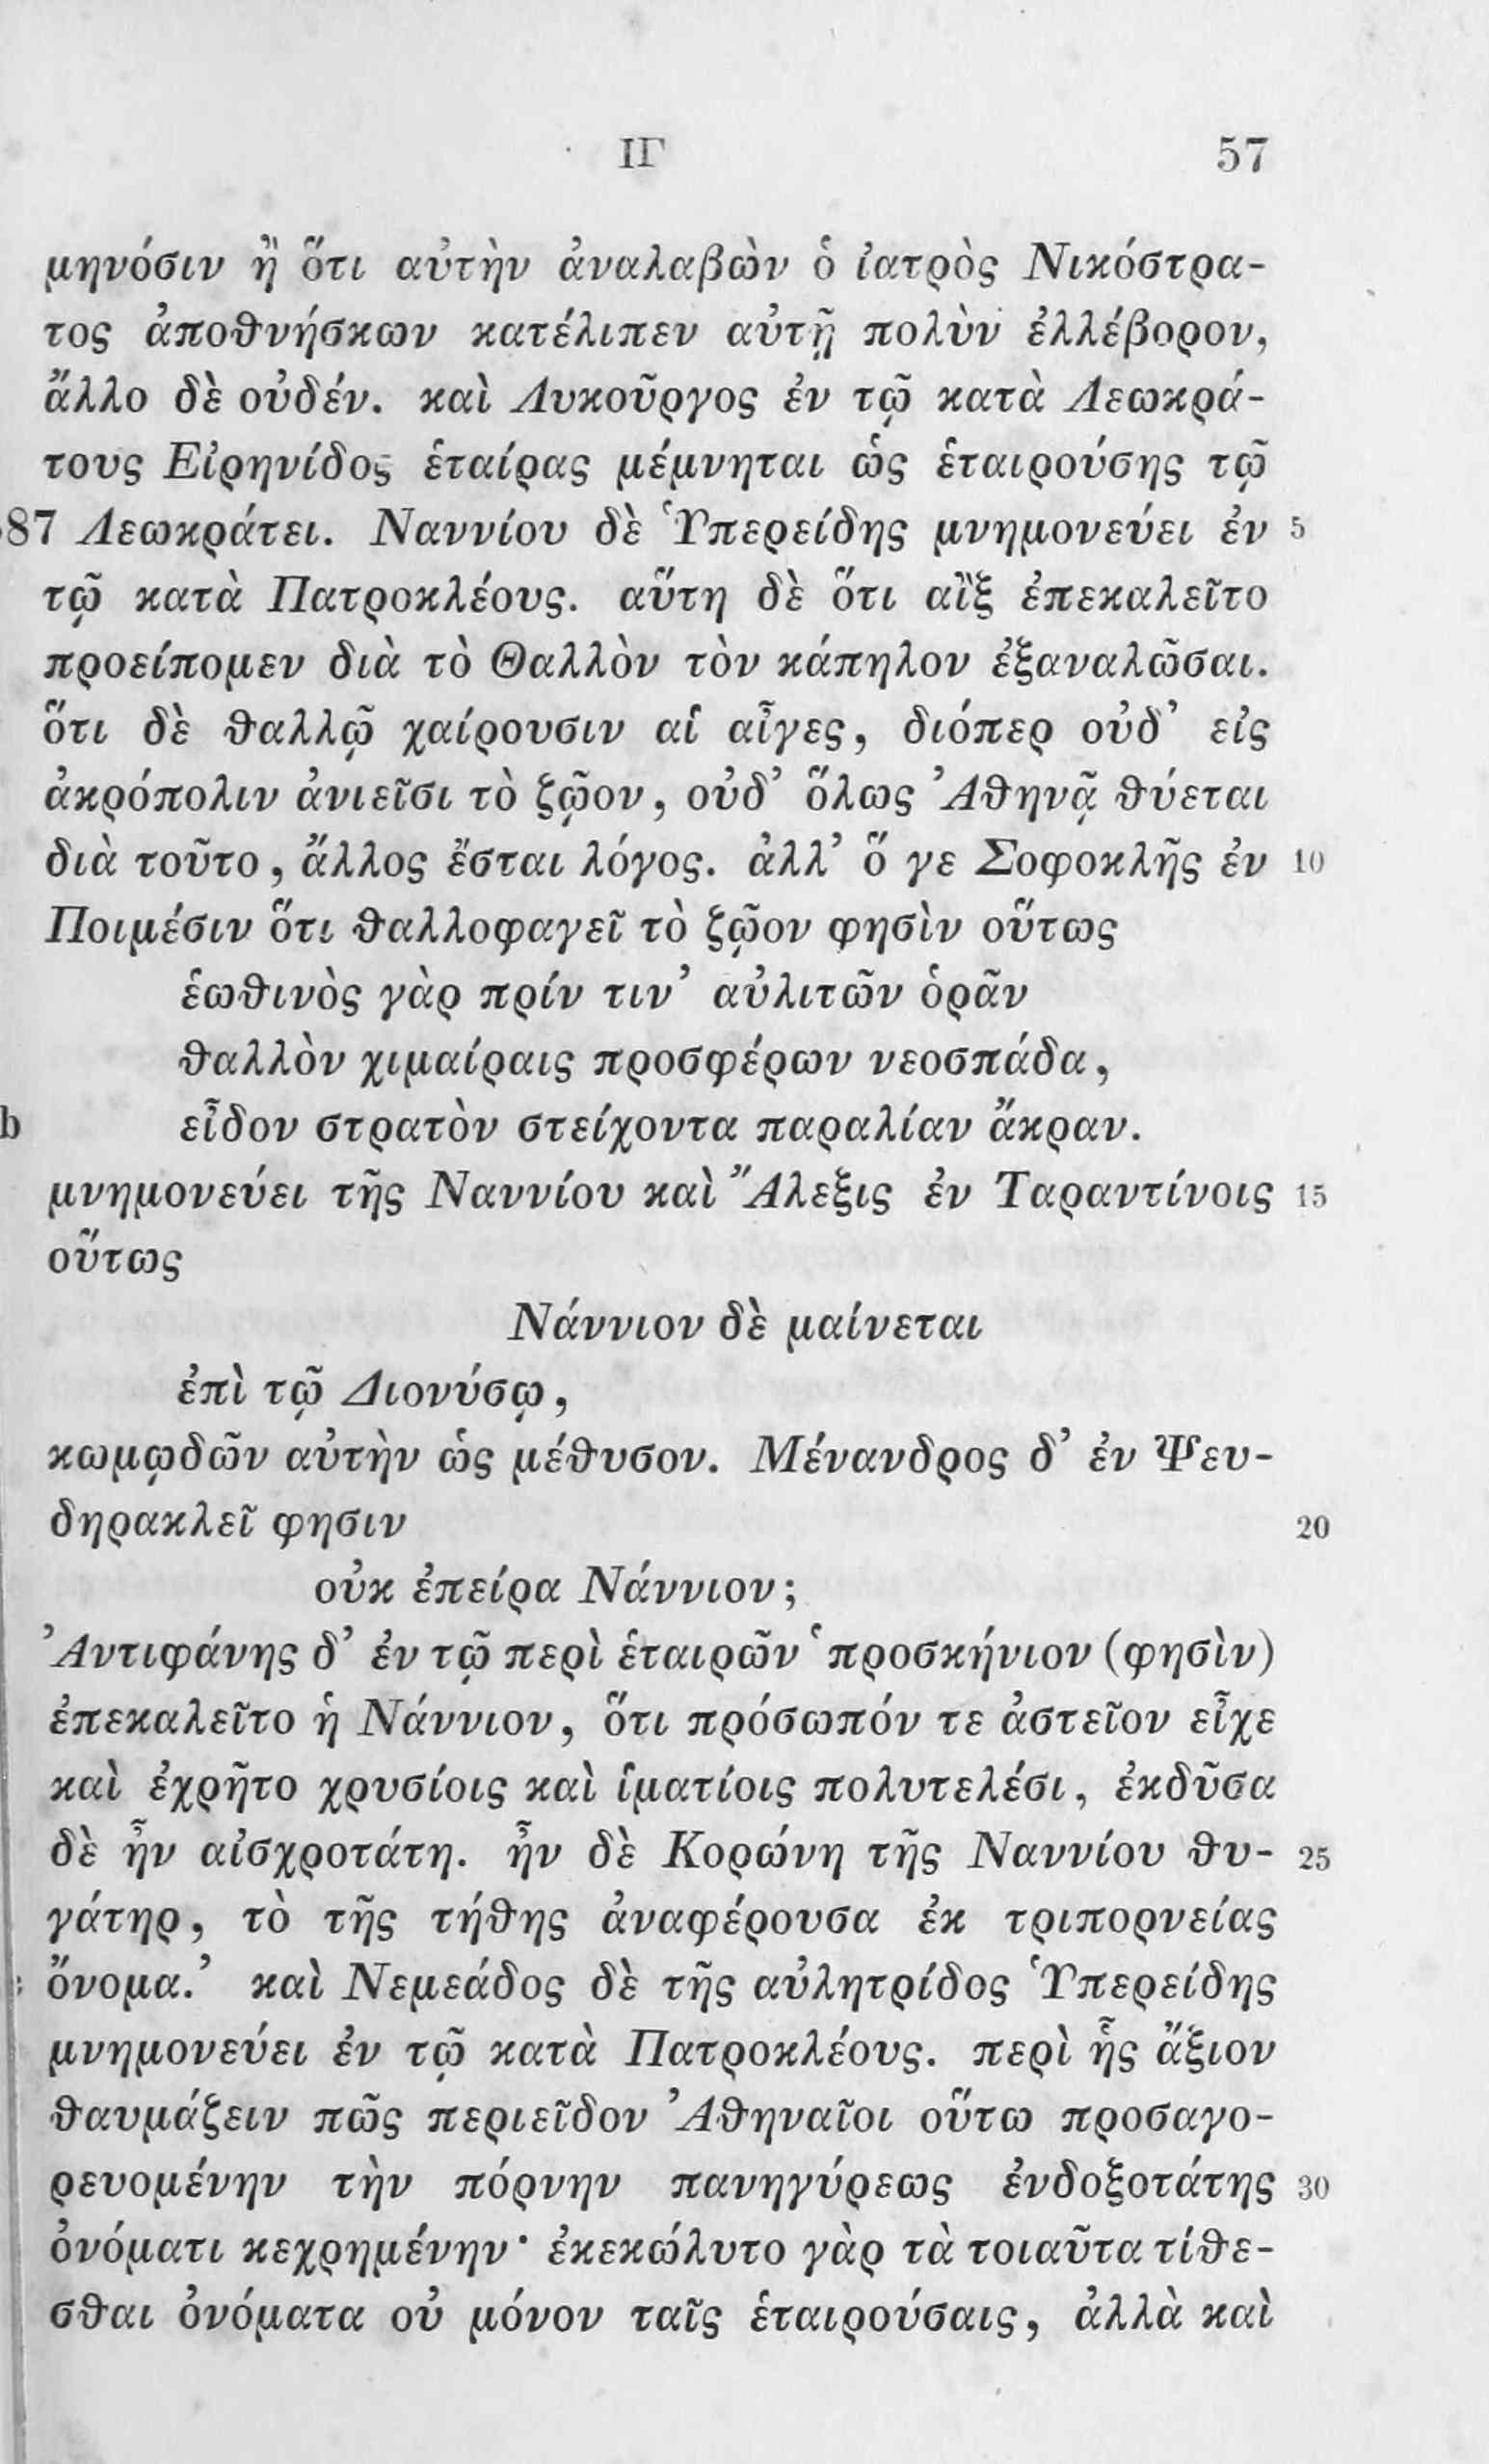 ΙΓ 57
μηνόσιν ἢ ὅτι αὐτὴν ἀναλαβὼν ὁ ἰατρὸς Νικόστρα-
τος ἀποθνήσκων κατέλιπεν αὐτῇ πολὺν ἐλλέβορον,
ἄλλο δὲ οὐδέν. καὶ Λυκοῦργος ἐν τῷ κατὰ Λεωκρά-
τους Εἰρηνίδος ἑταίρας μέμνηται ὡς ἑταιρούσης τῷ
87 Λεωκράτει. Ναννίου δὲ Ὑπερείδης μνημονεύει ἐν 5
τῷ κατὰ Πατροκλέους. αὕτη δὲ ὅτι αἲξ ἐπεκαλεῖτο
προείπομεν διὰ τὸ Θαλλὸν τὸν κάπηλον ἐξαναλῶσαι.
ὅτι δὲ θαλλῷ χαίρουσιν αἱ αἶγες, διόπερ οὐδ’ εἰς
ἀκρόπολιν ἀνιεῖσι τὸ ζῷον, οὐδ’ ὅλως Ἀθηνᾷ θύεται
διὰ τοῦτο, ἄλλος ἔσται λόγος. ἀλλ’ ὅ γε Σοφοκλῆς ἐν 10
Ποιμέσιν ὅτι θαλλοφαγεῖ τὸ ζῷον φησὶν οὕτως
ἑωθινὸς γὰρ πρίν τιν’ αὐλιτῶν ὁρᾶν
θαλλὸν χιμαίραις προσφέρων νεοσπάδα,
b εἶδον στρατὸν στείχοντα παραλίαν ἄκραν.
μνημονεύει τῆς Ναννίου καὶ Ἄλεξις ἐν Ταραντίνοις 15
οὕτως
Νάννιον δὲ μαίνεται
ἐπὶ τῷ Διονύσῳ,
κωμῳδῶν αὐτὴν ὡς μέθυσον. Μένανδρος δ’ ἐν Ψευ-
δηρακλεῖ φησιν 20
οὐκ ἐπείρα Νάννιον;
Ἀντιφάνης δ’ ἐν τῷ περὶ ἑταιρῶν ‘προσκήνιον (φησὶν)
ἐπεκαλεῖτο ἡ Νάννιον, ὅτι πρόσωπόν τε ἀστεῖον εἶχε
καὶ ἐχρῆτο χρυσίοις καὶ ἱματίοις πολυτελέσι, ἐκδῦσα
δὲ ἦν αἰσχροτάτη. ἦν δὲ Κορώνη τῆς Ναννίου θυ- 25
γάτηρ, τὸ τῆς τήθης ἀναφέρουσα ἐκ τριπορνείας
ὄνομα.’ καὶ Νεμεάδος δὲ τῆς αὐλητρίδος Ὑπερείδης
μνημονεύει ἐν τῷ κατὰ Πατροκλέους. περὶ ἧς ἄξιον
θαυμάζειν πῶς περιεῖδον Ἀθηναῖοι οὕτω προσαγο-
ρευομένην τὴν πόρνην πανηγύρεως ἐνδοξοτάτης 30
ὀνόματι κεχρημένην· ἐκεκώλυτο γὰρ τὰ τοιαῦτα τίθε-
σθαι ὀνόματα οὐ μόνον ταῖς ἑταιρούσαις, ἀλλὰ καὶ